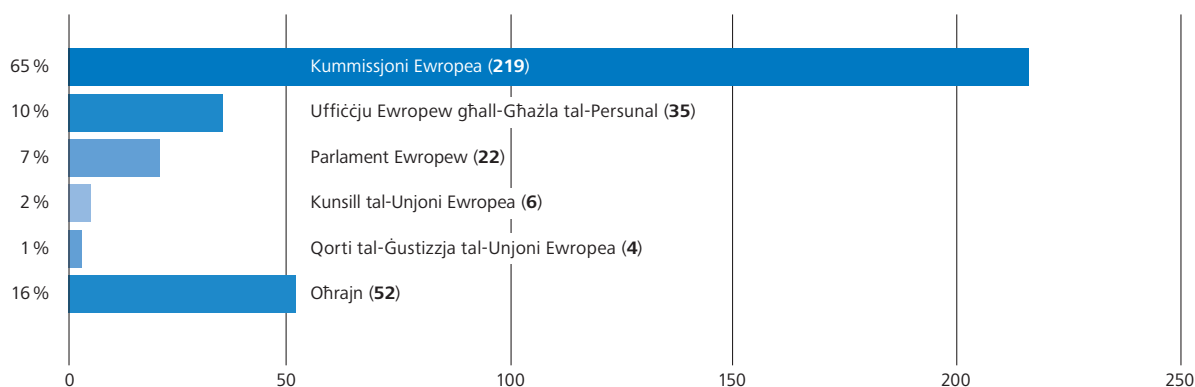 65 % Kummissjoni Ewropea (219)
10 % Uffiċċju Ewropew għall-Għażla tal-Persunal (35)
7 % Parlament Ewropew (22)
2 % Kunsill tal-Unjoni Ewropea (6)
1 % Qorti tal-Ġustizzja tal-Unjoni Ewropea (4)
16 % Oħrajn (52)
0 50 100 150 200 250